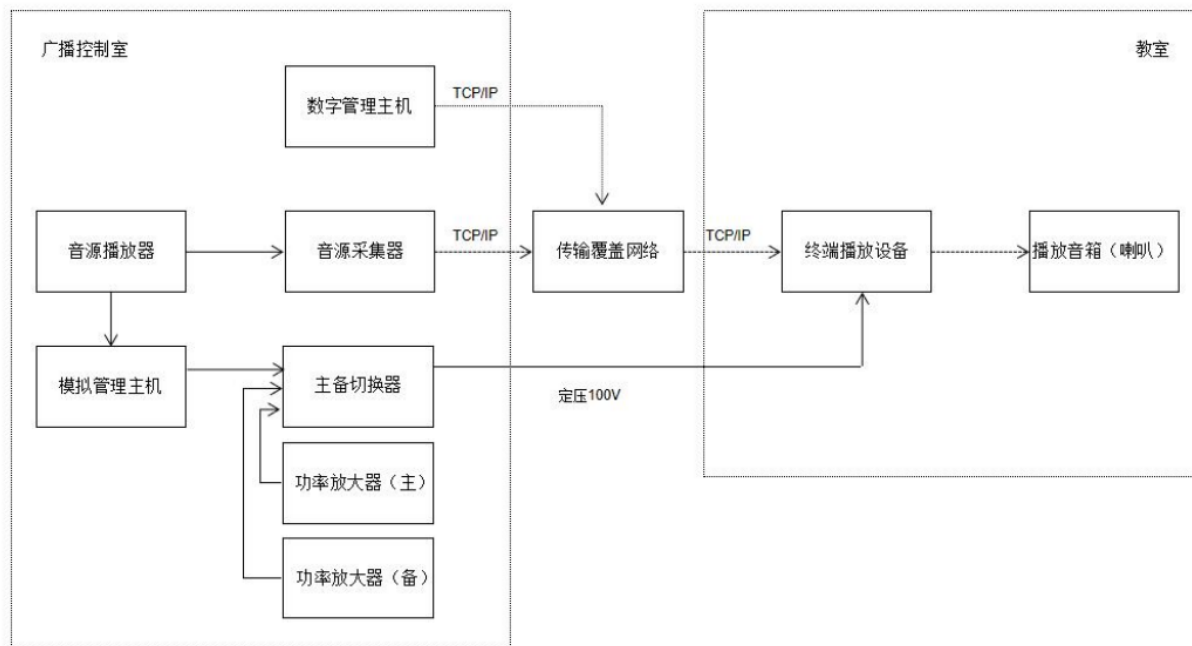 广播控制室
教室
数字管理主机
TCP/IP
音源播放器
音源采集器
TCP/IP
传输覆盖网络
TCP/IP
终端播放设备
播放音箱（喇叭）
模拟管理主机
主备切换器
定压100V
功率放大器（主）
功率放大器（备）